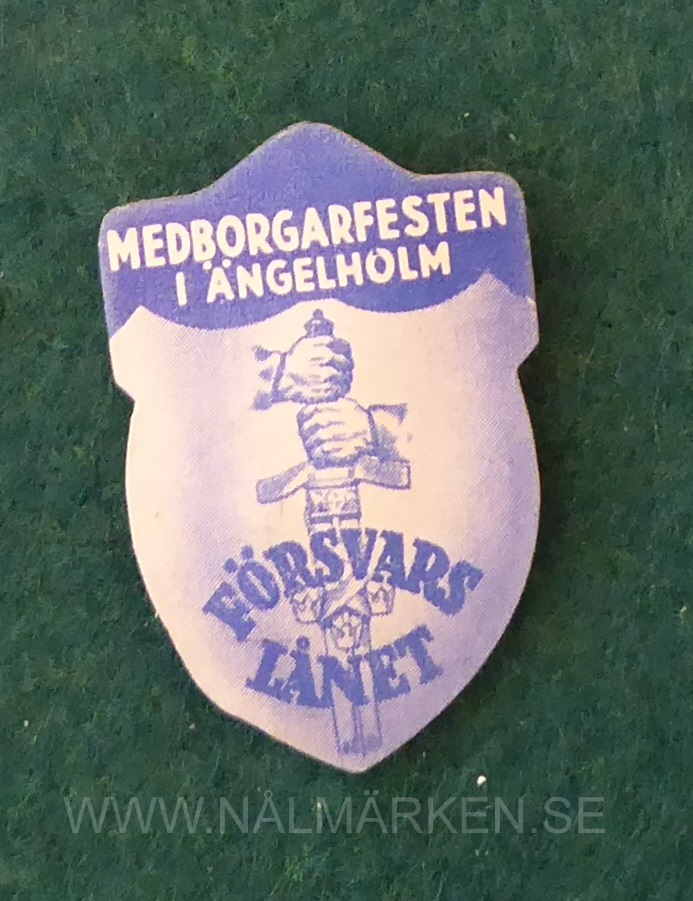 MEDBORGARFESTEN
I ÄNGELHOLM
FÖRSVARS
LÅNET
WWW.NÅLMÄRKEN.SE